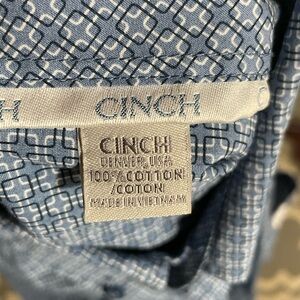 H CINCH C
CINCH
DENVER, USA
100% COTTON
/COTON
MADE IN VIETNAM